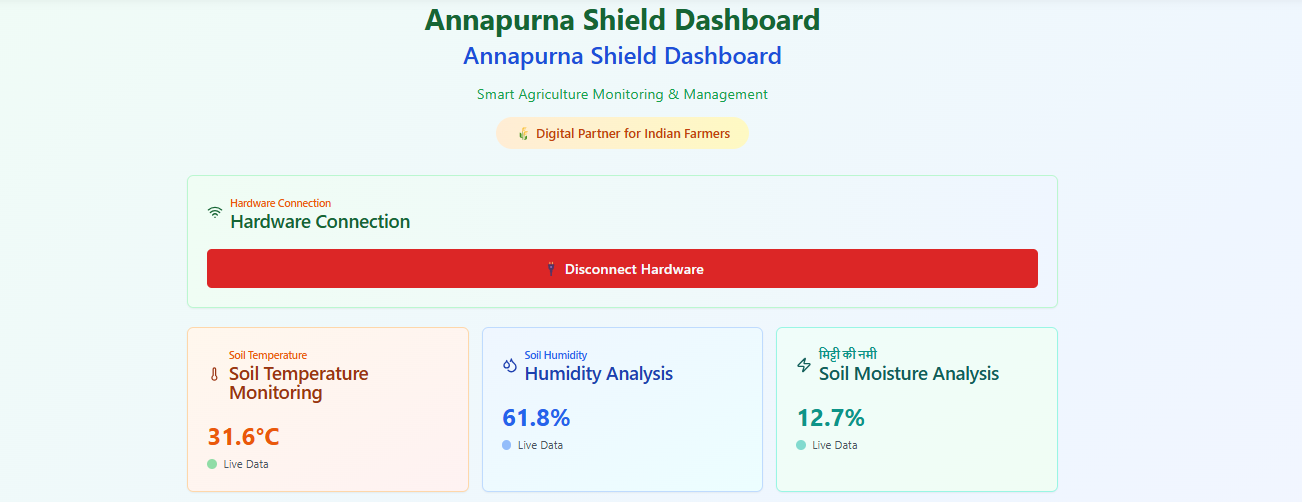 Annapurna Shield Dashboard
Annapurna Shield Dashboard
Smart Agriculture Monitoring & Management
Digital Partner for Indian Farmers
Hardware Connection
Hardware Connection
Disconnect Hardware
Soil Temperature
Soil Temperature
Monitoring
31.6°C
Live Data
Soil Humidity
Humidity Analysis
61.8%
Live Data
मिट्टी की नमी
Soil Moisture Analysis
12.7%
Live Data